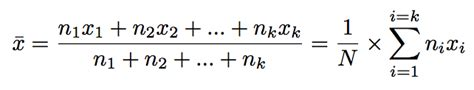 x̄ = (n₁x₁ + n₂x₂ + ... + nₖxₖ) / (n₁ + n₂ + ... + nₖ) = (1 / N) × ∑_{i=1}^{i=k} nᵢxᵢ